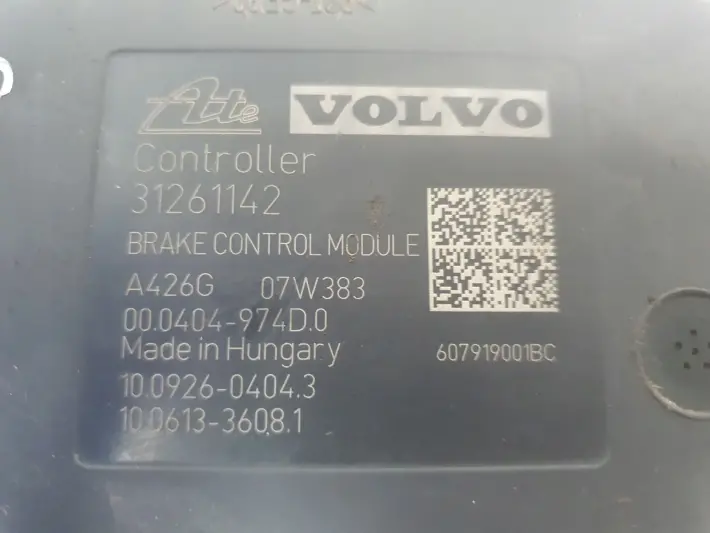 Ate VOLVO
Controller
31261142
BRAKE CONTROL MODULE
A426G 07W383
00.0404-974D.0
Made in Hungary 607919001BC
10.0926-0404.3
10.0613-3608.1